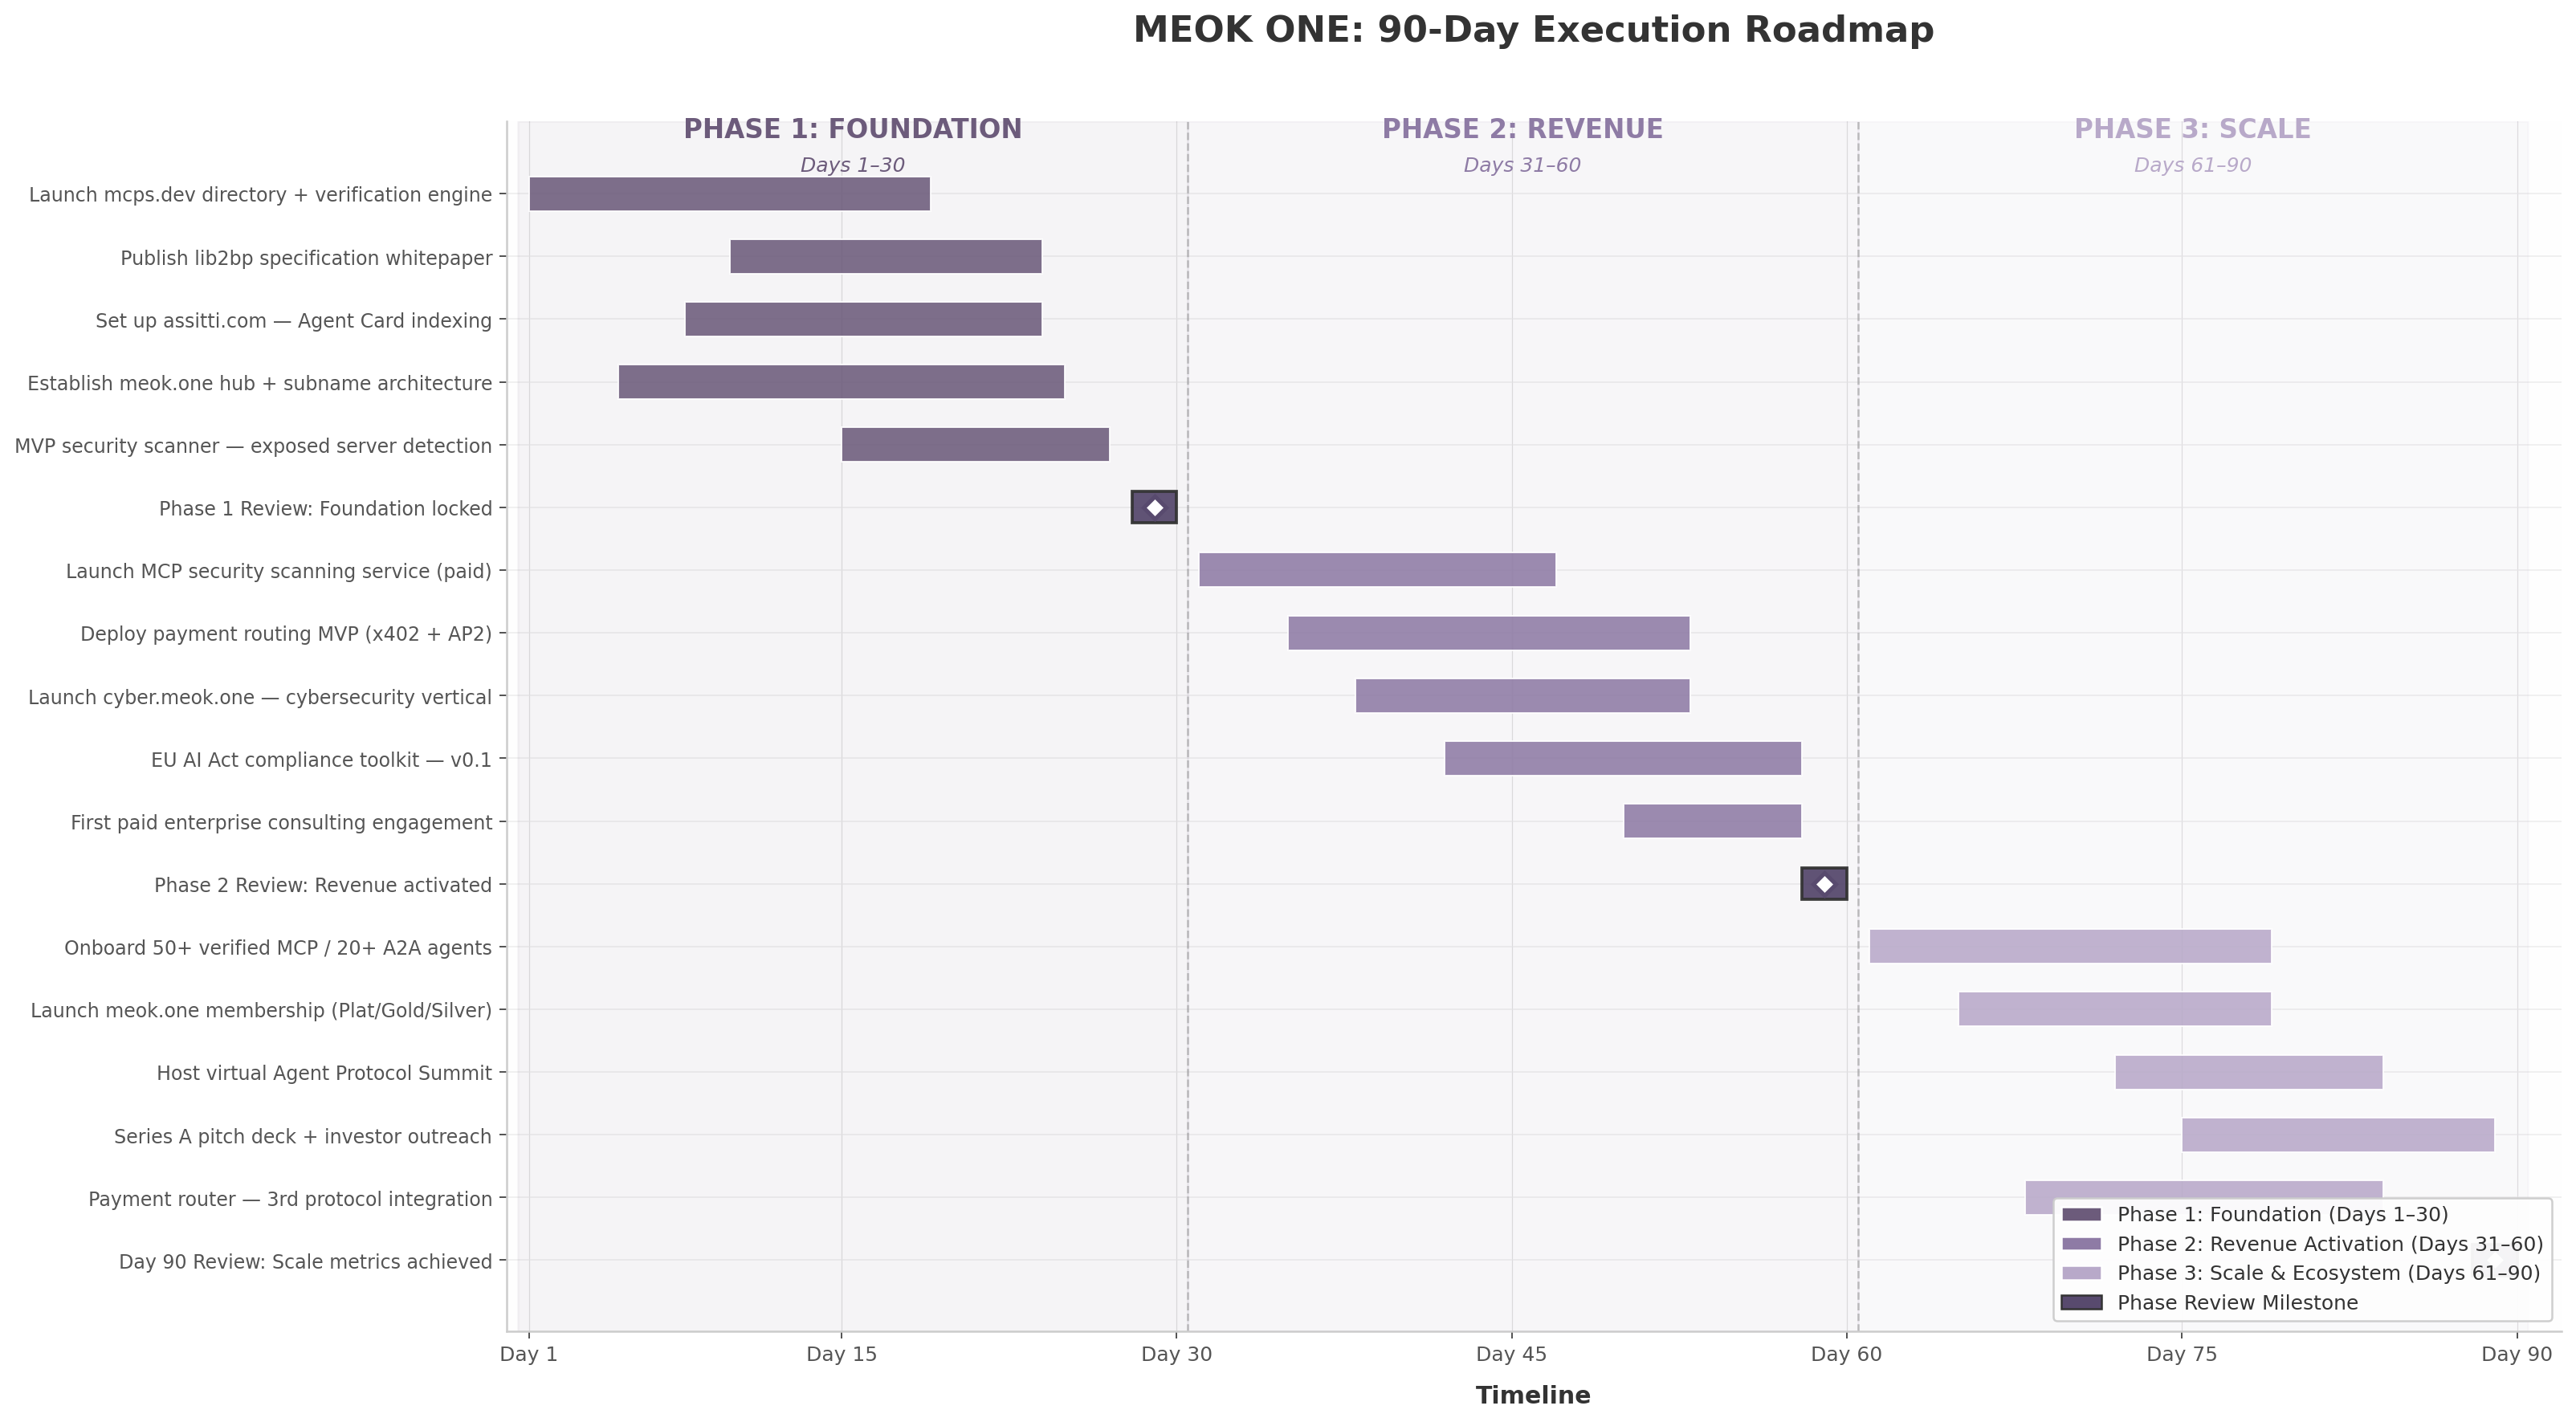 MEOK ONE: 90-Day Execution Roadmap
PHASE 1: FOUNDATION
Days 1–30
PHASE 2: REVENUE
Days 31–60
PHASE 3: SCALE
Days 61–90
Launch mcps.dev directory + verification engine
Publish lib2bp specification whitepaper
Set up assitti.com — Agent Card indexing
Establish meok.one hub + subname architecture
MVP security scanner — exposed server detection
Phase 1 Review: Foundation locked
Launch MCP security scanning service (paid)
Deploy payment routing MVP (x402 + AP2)
Launch cyber.meok.one — cybersecurity vertical
EU AI Act compliance toolkit — v0.1
First paid enterprise consulting engagement
Phase 2 Review: Revenue activated
Onboard 50+ verified MCP / 20+ A2A agents
Launch meok.one membership (Plat/Gold/Silver)
Host virtual Agent Protocol Summit
Series A pitch deck + investor outreach
Payment router — 3rd protocol integration
Day 90 Review: Scale metrics achieved
Phase 1: Foundation (Days 1–30)
Phase 2: Revenue Activation (Days 31–60)
Phase 3: Scale & Ecosystem (Days 61–90)
Phase Review Milestone
Day 1
Day 15
Day 30
Day 45
Day 60
Day 75
Day 90
Timeline